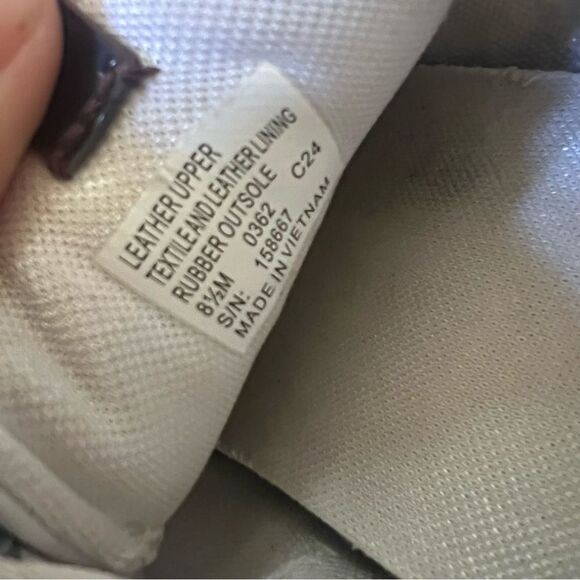 LEATHER UPPER
TEXTILE AND LEATHER LINING
RUBBER OUTSOLE
8½M 0362 C24
S/N: 158667
MADE IN VIETNAM